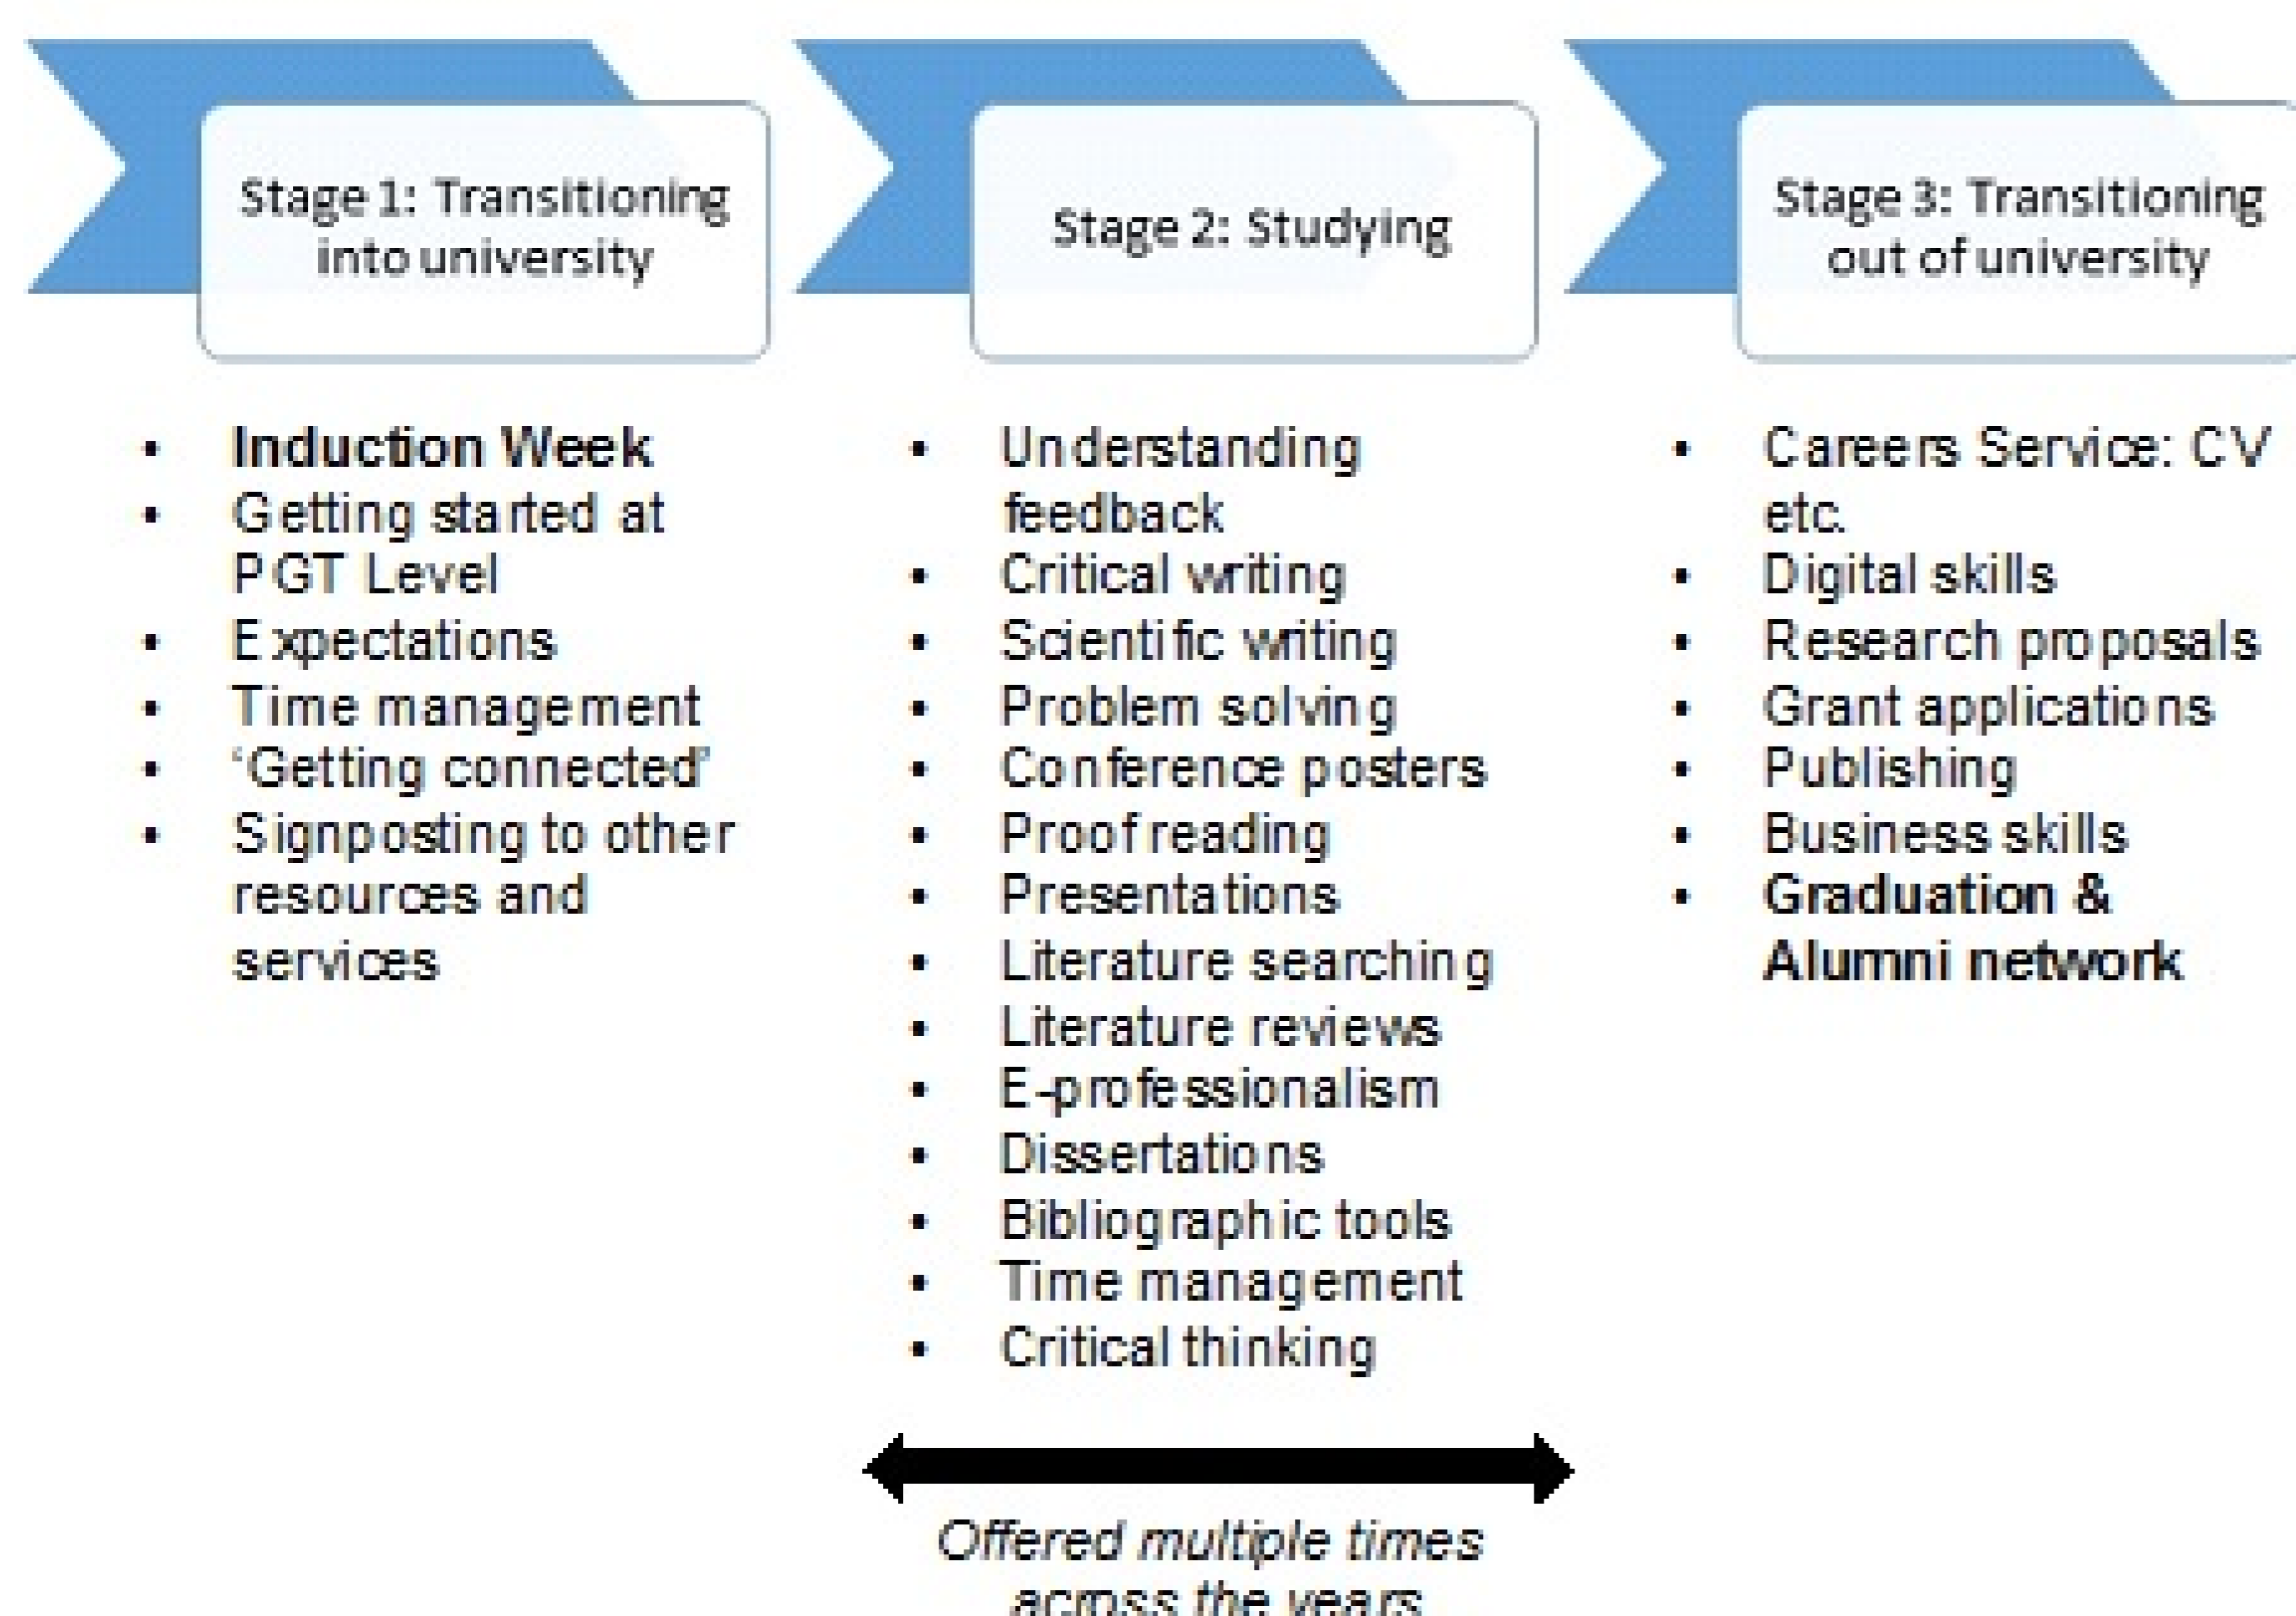 Stage 1: Transitioning
into university
• Induction Week
• Getting started at
PGT Level
• Expectations
• Time management
• ‘Getting connected’
• Signposting to other
resources and
services
Stage 2: Studying
• Understanding
feedback
• Critical writing
• Scientific writing
• Problem solving
• Conference posters
• Proof reading
• Presentations
• Literature searching
• Literature reviews
• E-professionalism
• Dissertations
• Bibliographic tools
• Time management
• Critical thinking
Offered multiple times
across the years
Stage 3: Transitioning
out of university
• Careers Service: CV
etc.
• Digital skills
• Research proposals
• Grant applications
• Publishing
• Business skills
• Graduation &
Alumni network